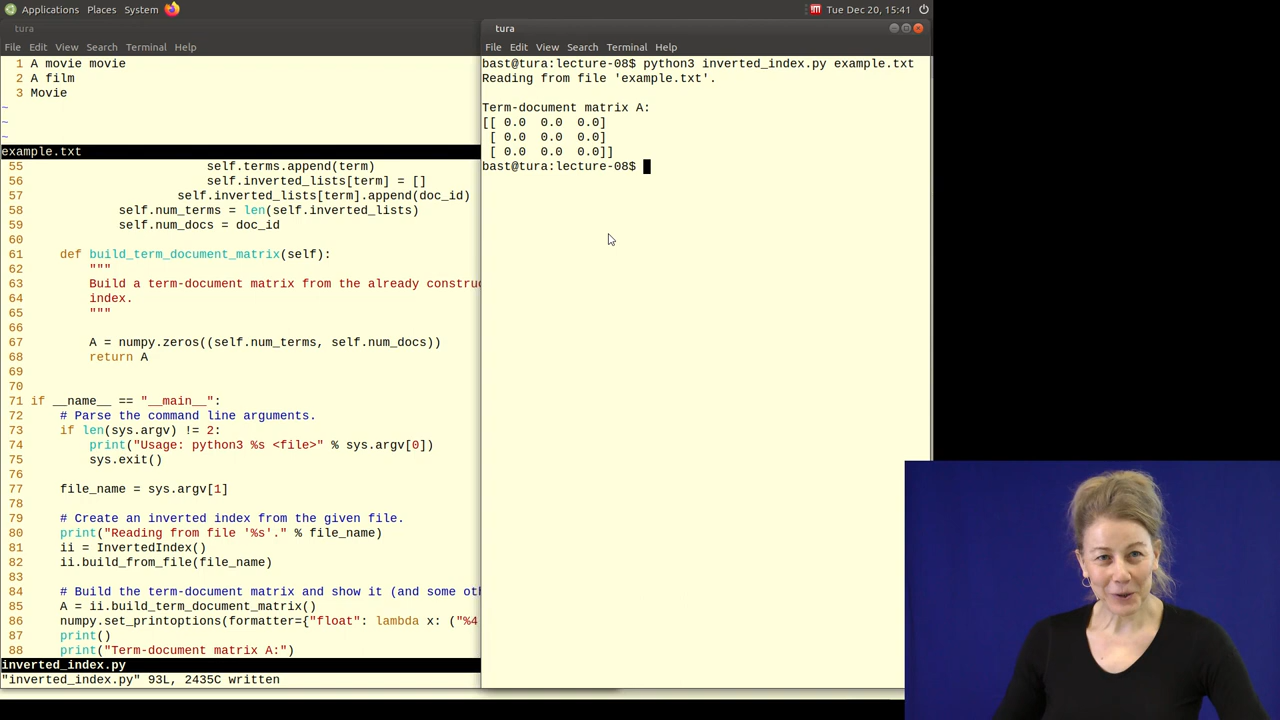 Applications Places System Tue Dec 20, 15:41
tura
File Edit View Search Terminal Help
1 A movie movie
2 A film
3 Movie
~
~
~
example.txt
55 self.terms.append(term)
56 self.inverted_lists[term] = []
57 self.inverted_lists[term].append(doc_id)
58 self.num_terms = len(self.inverted_lists)
59 self.num_docs = doc_id
60
61 def build_term_document_matrix(self):
62 """
63 Build a term-document matrix from the already constru
64 index.
65 """
66
67 A = numpy.zeros((self.num_terms, self.num_docs))
68 return A
69
70
71 if __name__ == "__main__":
72 # Parse the command line arguments.
73 if len(sys.argv) != 2:
74 print("Usage: python3 %s <file>" % sys.argv[0])
75 sys.exit()
76
77 file_name = sys.argv[1]
78
79 # Create an inverted index from the given file.
80 print("Reading from file '%s'." % file_name)
81 ii = InvertedIndex()
82 ii.build_from_file(file_name)
83
84 # Build the term-document matrix and show it (and some oth
85 A = ii.build_term_document_matrix()
86 numpy.set_printoptions(formatter={"float": lambda x: ("%4
87 print()
88 print("Term-document matrix A:")
inverted_index.py
"inverted_index.py" 93L, 2435C written
tura
File Edit View Search Terminal Help
bast@tura:lecture-08$ python3 inverted_index.py example.txt
Reading from file 'example.txt'.

Term-document matrix A:
[[ 0.0 0.0 0.0]
[ 0.0 0.0 0.0]
[ 0.0 0.0 0.0]]
bast@tura:lecture-08$